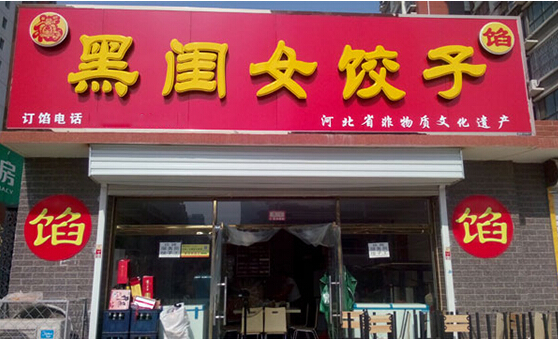 馅
黑闺女饺子
订馅电话
河北省非物质文化遗产
房
馅
馅